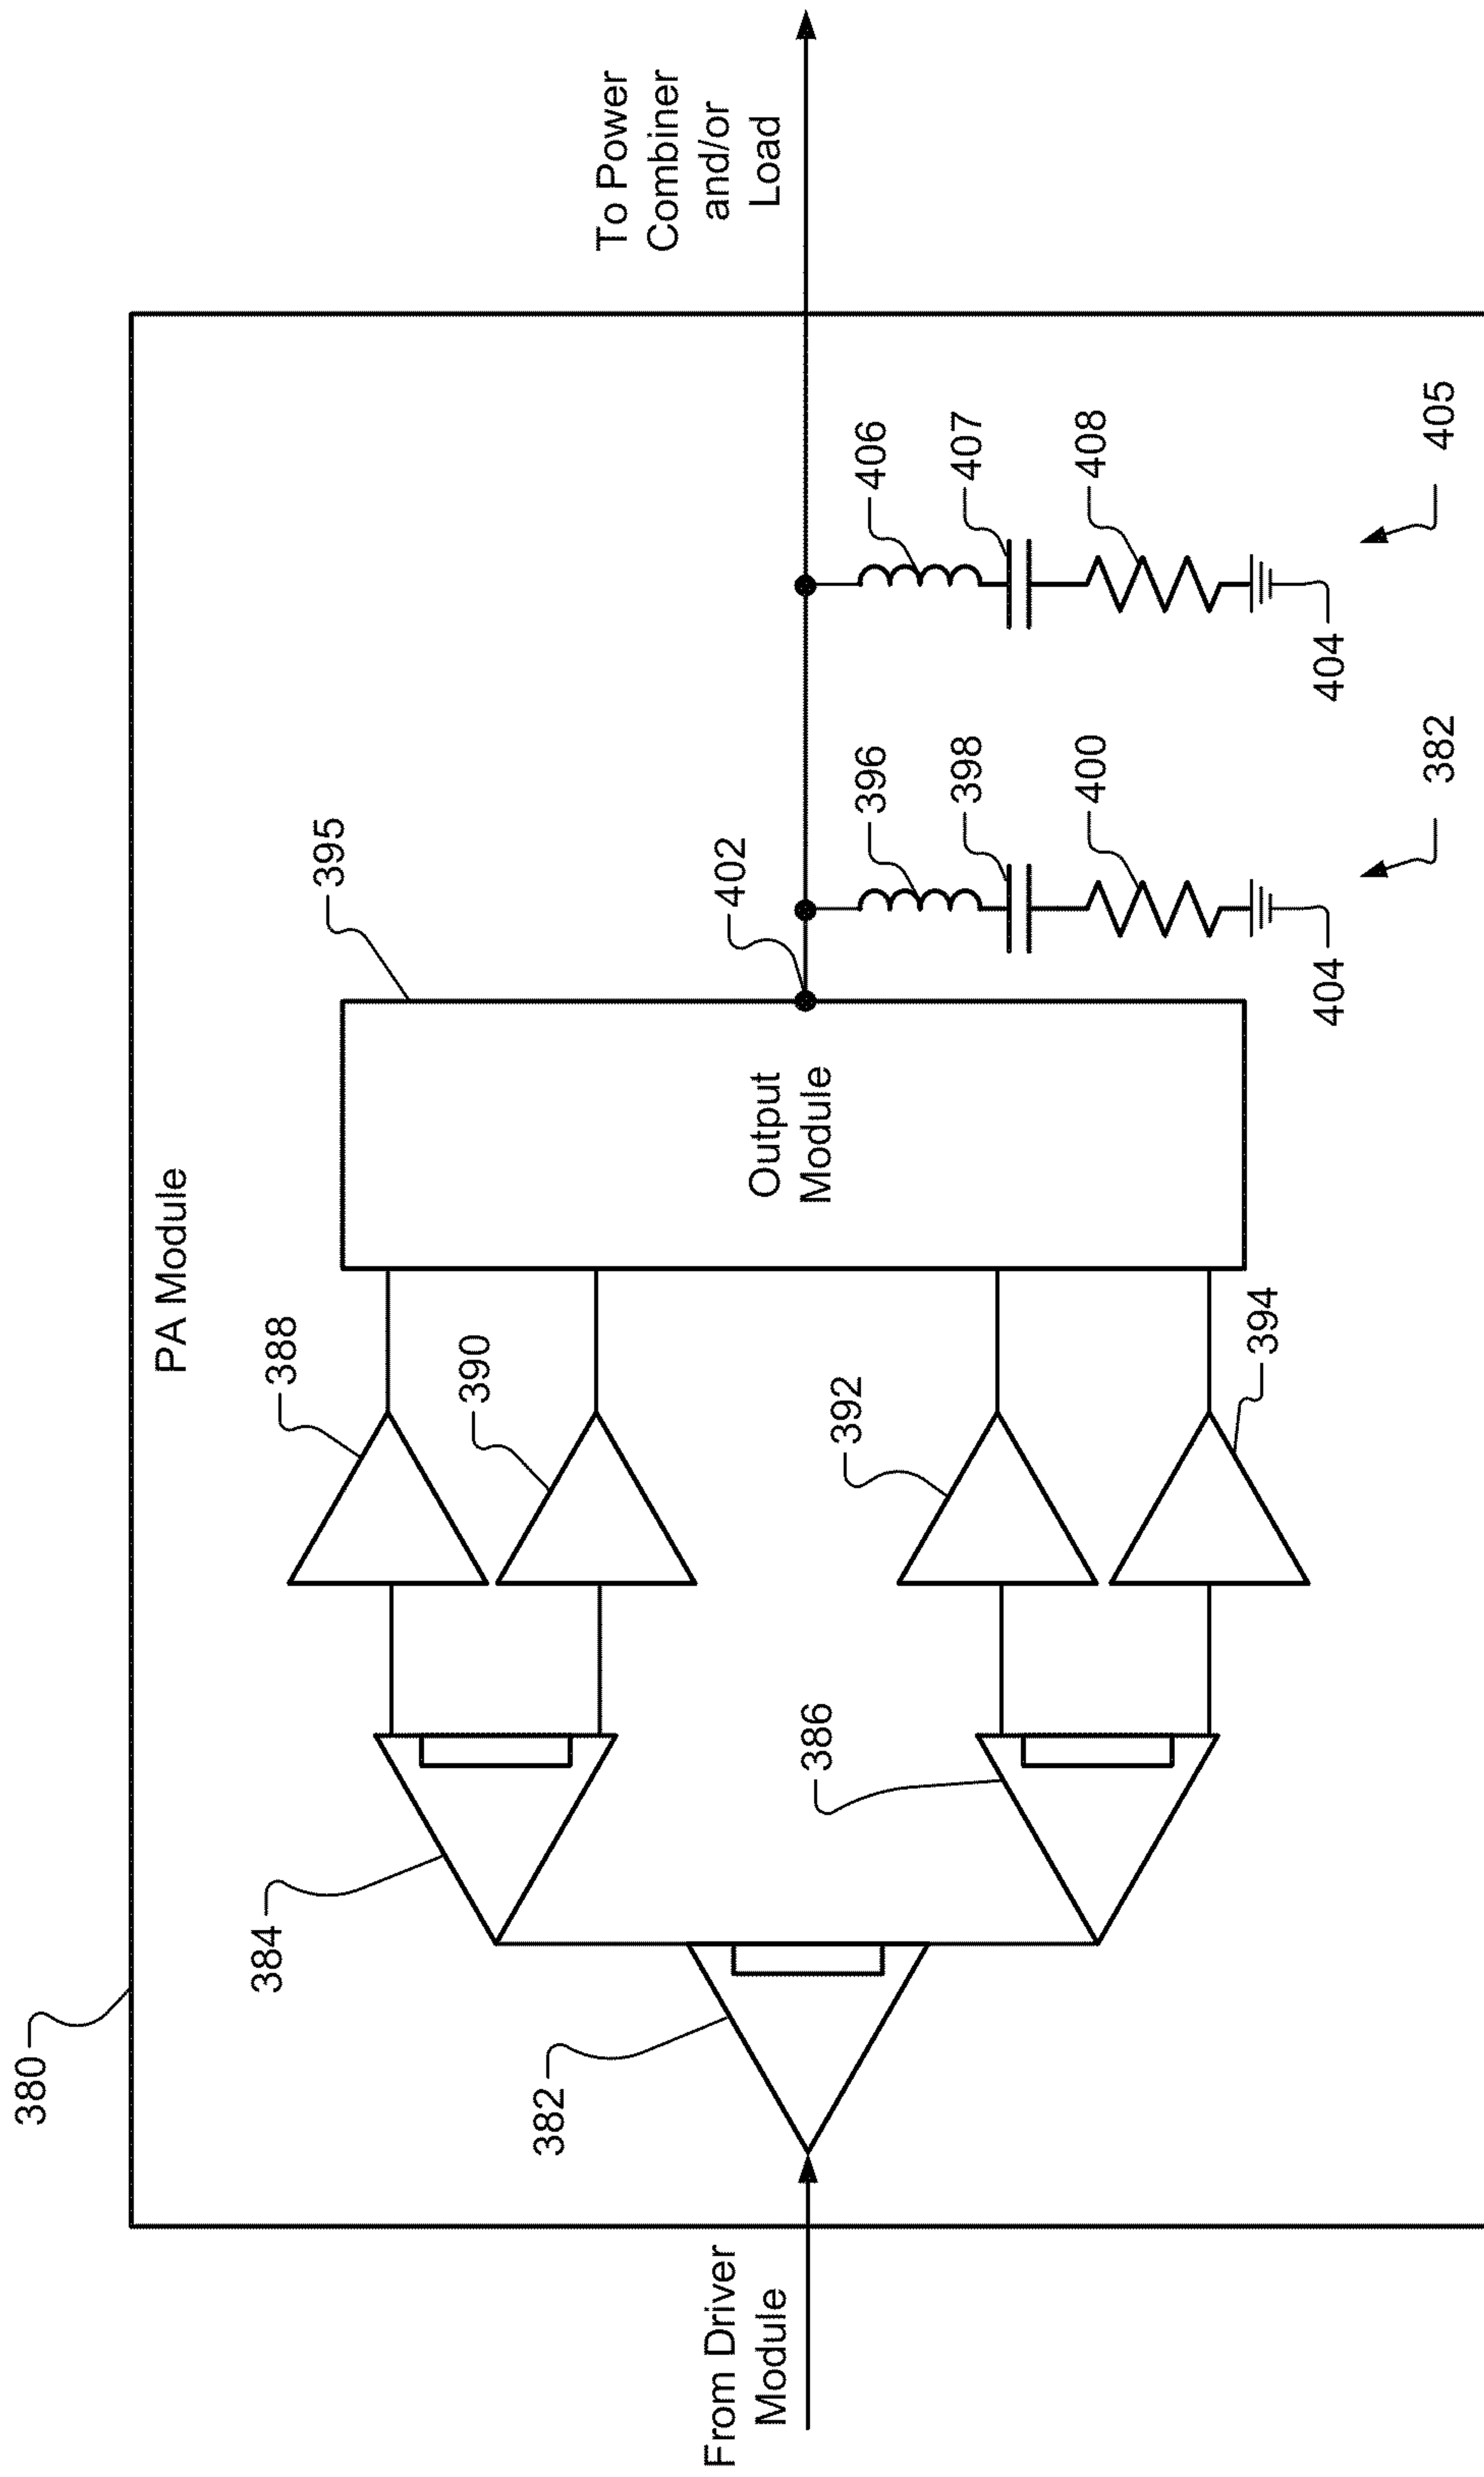 380
PA Module
From Driver
Module
382
384
386
388
390
392
394
395
Output
Module
402
396
398
400
404
382
406
407
408
404
405
To Power
Combiner
and/or
Load